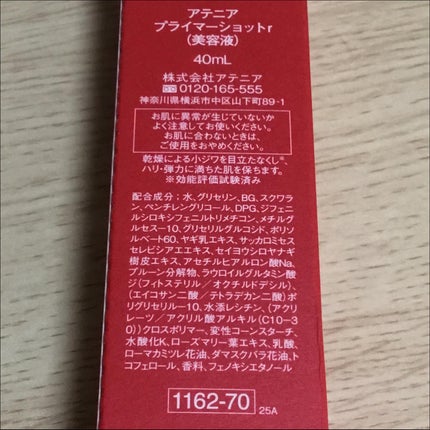 アテニア
プライマーショットr
（美容液）
40mL
株式会社アテニア
0120-165-555
神奈川県横浜市中区山下町89-1
お肌に異常が生じていないか
よく注意してお使いください。
お肌に合わないときは、
ご使用をおやめください。
乾燥による小ジワを目立たなくし※、
ハリ・弾力に満ちた肌を保ちます。
※効能評価試験済み
配合成分；水、グリセリン、BG、スクワラ
ン、ペンチレングリコール、DPG、ジフェニ
ルシロキシフェニルトリメチコン、メチルグ
ルセス-10、グリセリルグルコシド、ポリソ
ルベート60、ヤギ乳エキス、サッカロミセス
セレビシアエエキス、セイヨウシロヤナギ
樹皮エキス、アセチルヒアルロン酸Na、
プルーン分解物、ラウロイルグルタミン酸
ジ（フィトステリル／オクチルドデシル）、
（エイコサン二酸／テトラデカン二酸）ポ
リグリセリル-10、水添レシチン、（アクリ
レーツ／アクリル酸アルキル（C10-3
0））クロスポリマー、変性コーンスターチ、
水酸化K、ローズマリー葉エキス、乳酸、
ローマカミツレ花油、ダマスクバラ花油、ト
コフェロール、香料、フェノキシエタノール
1162-70
25A